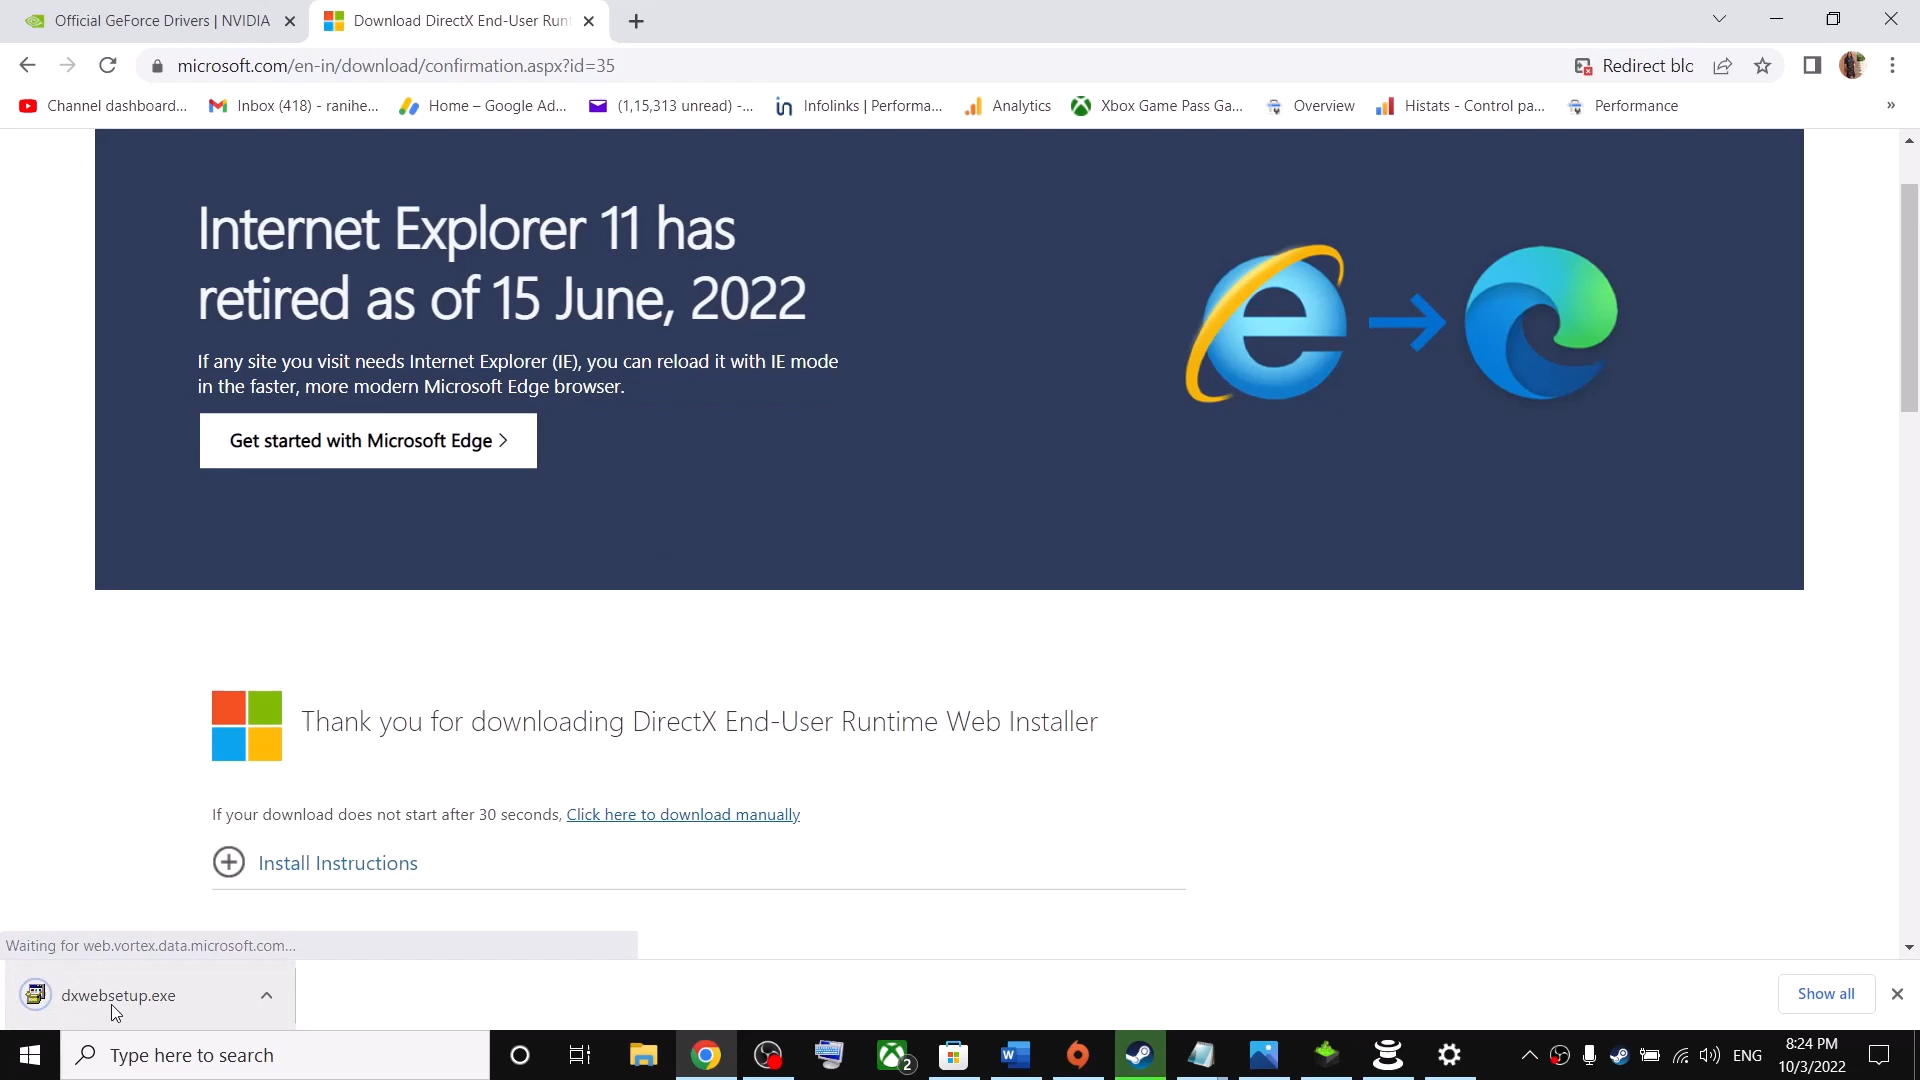 Official GeForce Drivers | NVIDIA
Download DirectX End-User Run
microsoft.com/en-in/download/confirmation.aspx?id=35
Redirect blc
Channel dashboard...
Inbox (418) - ranihe...
Home – Google Ad...
(1,15,313 unread) -...
Infolinks | Performa...
Analytics
Xbox Game Pass Ga...
Overview
Histats - Control pa...
Performance
»
Internet Explorer 11 has
retired as of 15 June, 2022
If any site you visit needs Internet Explorer (IE), you can reload it with IE mode
in the faster, more modern Microsoft Edge browser.
Get started with Microsoft Edge >
Thank you for downloading DirectX End-User Runtime Web Installer
If your download does not start after 30 seconds, Click here to download manually
Install Instructions
Waiting for web.vortex.data.microsoft.com...
dxwebsetup.exe
Show all
Type here to search
2
ENG
8:24 PM
10/3/2022